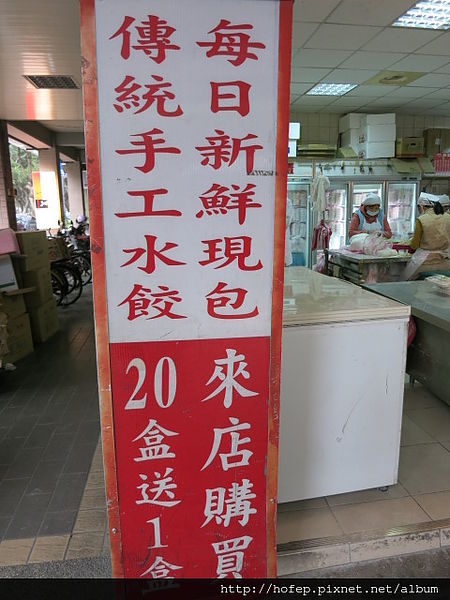 每日新鮮現包
傳統手工水餃
來店購買
20盒送1盒
http://hofep.pixnet.net/album